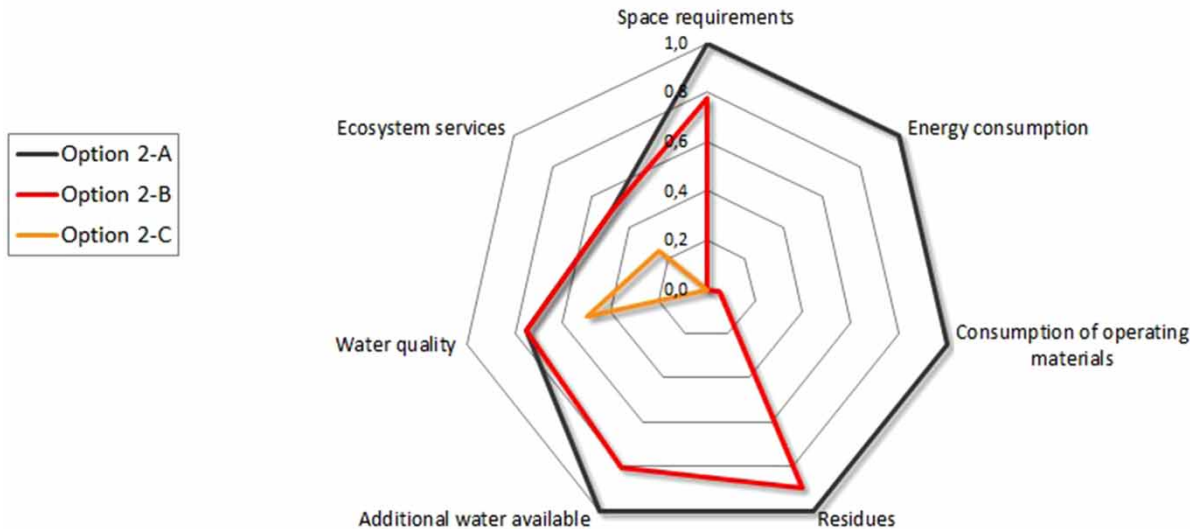 Space requirements
1,0
0,8
0,6
0,4
0,2
0,0
Ecosystem services
Energy consumption
Option 2-A
Option 2-B
Option 2-C
Water quality
Consumption of operating
materials
Additional water available
Residues